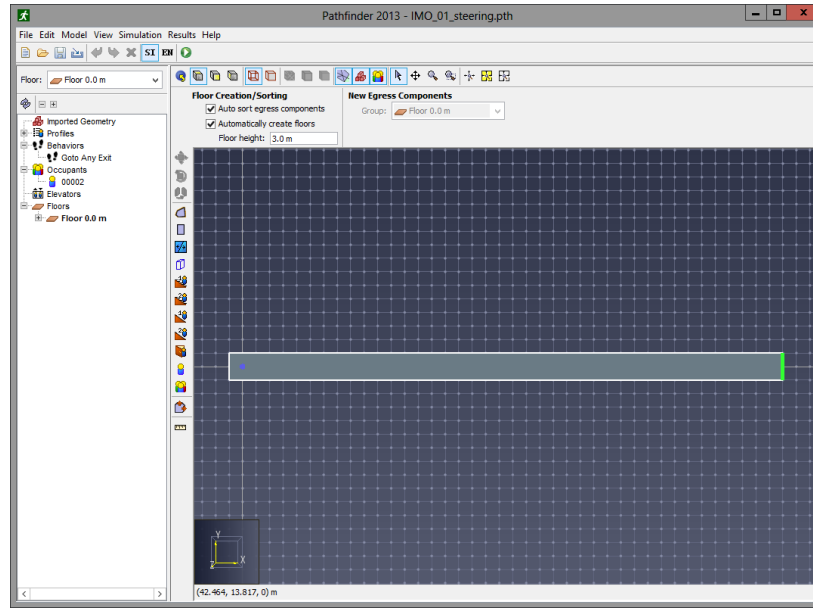 Pathfinder 2013 - IMO_01_steering.pth
File Edit Model View Simulation Results Help
SI EN
Floor: Floor 0.0 m
Floor Creation/Sorting
Auto sort egress components
Automatically create floors
Floor height: 3.0 m
New Egress Components
Group: Floor 0.0 m
Imported Geometry
Profiles
Behaviors
Goto Any Exit
Occupants
00002
Elevators
Floors
Floor 0.0 m
Y
X
Z
(42.464, 13.817, 0) m